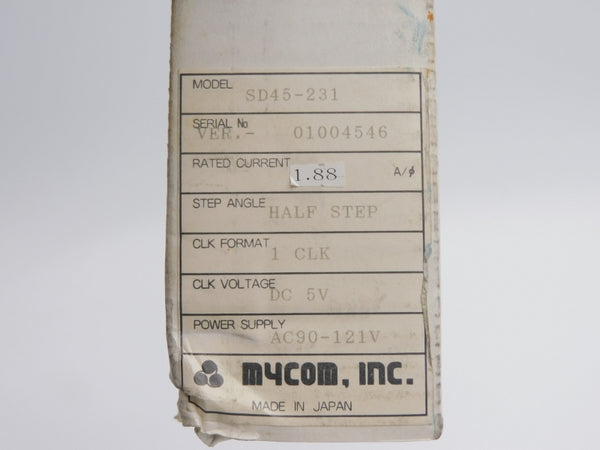 MODEL SD45-231
SERIAL No
VER.- 01004546
RATED CURRENT 1.88 A/ϕ
STEP ANGLE HALF STEP
CLK FORMAT 1 CLK
CLK VOLTAGE DC 5V
POWER SUPPLY AC90-121V
MYCOM, INC.
MADE IN JAPAN